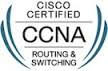 CISCO CERTIFIED
CCNA
ROUTING &
SWITCHING